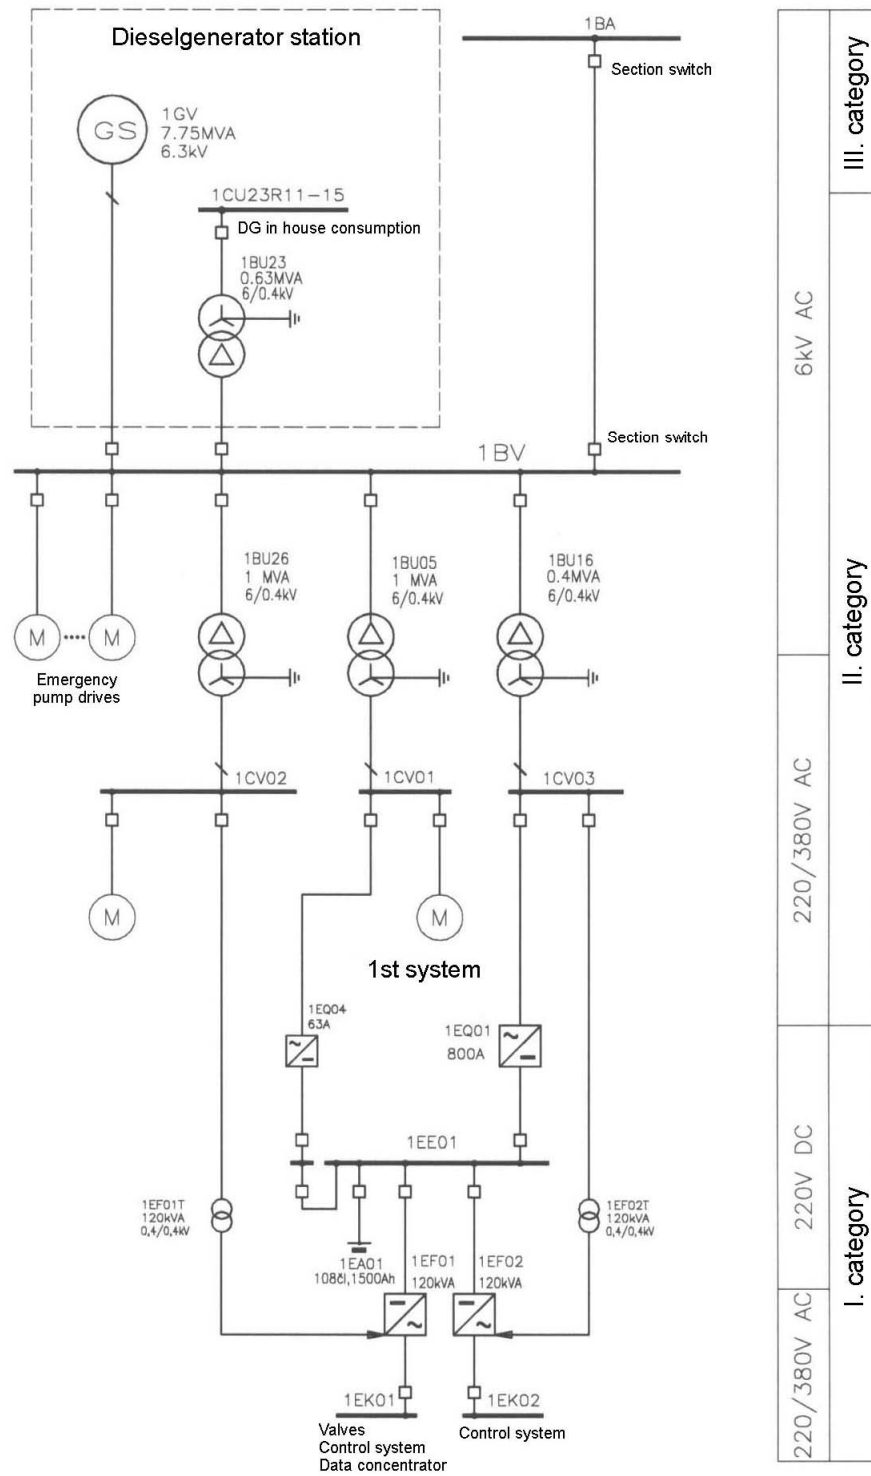 Dieselgenerator station
1BA
Section switch
GS
1GV
7.75MVA
6.3kV
1CU23R11-15
DG in house consumption
1BU23
0.63MVA
6/0.4kV
Section switch
1BV
1BU26
1 MVA
6/0.4kV
1BU05
1 MVA
6/0.4kV
1BU16
0.4MVA
6/0.4kV
M
M
Emergency
pump drives
1CV02
1CV01
1CV03
M
M
1st system
1EQ04
63A
1EQ01
800A
1EE01
1EF01T
120kVA
0,4/0,4kV
1EF02T
120kVA
0,4/0,4kV
1EA01
108čl,1500Ah
1EF01
120kVA
1EF02
120kVA
1EK01
1EK02
Valves
Control system
Data concentrator
Control system
6kV AC
220/380V AC
220V DC
220/380V AC
III. category
II. category
I. category